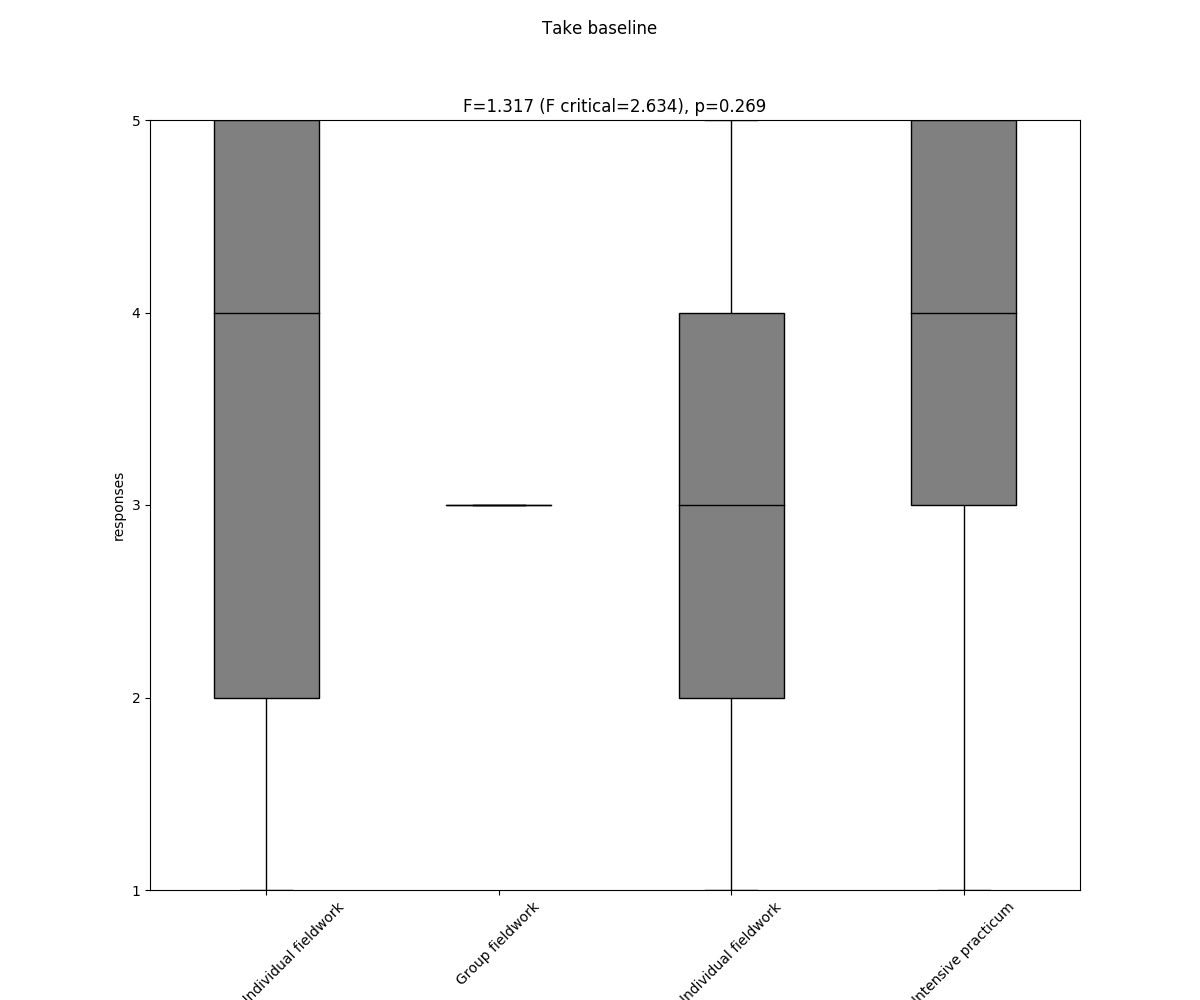 Take baseline
F=1.317 (F critical=2.634), p=0.269
5
4
3
2
1
responses
Individual fieldwork
Group fieldwork
Individual fieldwork
Intensive practicum